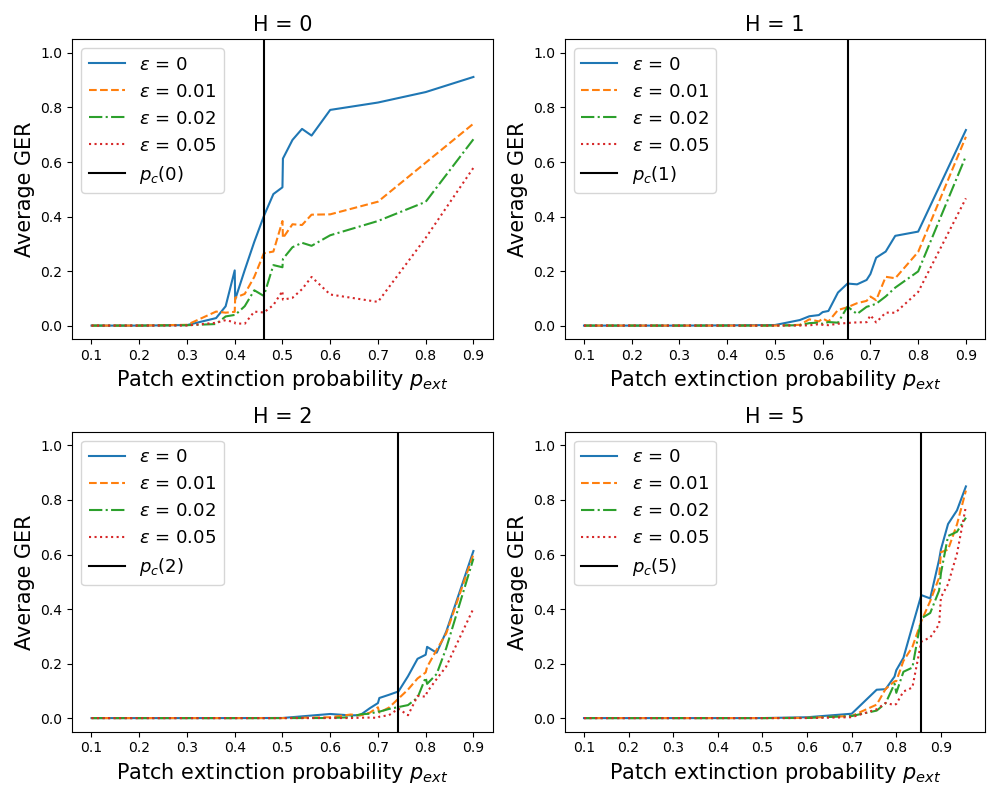 H = 0
1.0
0.8
0.6
0.4
0.2
0.0
Average GER
ε = 0
ε = 0.01
ε = 0.02
ε = 0.05
p_c(0)
0.1 0.2 0.3 0.4 0.5 0.6 0.7 0.8 0.9
Patch extinction probability p_ext
H = 1
1.0
0.8
0.6
0.4
0.2
0.0
Average GER
ε = 0
ε = 0.01
ε = 0.02
ε = 0.05
p_c(1)
0.1 0.2 0.3 0.4 0.5 0.6 0.7 0.8 0.9
Patch extinction probability p_ext
H = 2
1.0
0.8
0.6
0.4
0.2
0.0
Average GER
ε = 0
ε = 0.01
ε = 0.02
ε = 0.05
p_c(2)
0.1 0.2 0.3 0.4 0.5 0.6 0.7 0.8 0.9
Patch extinction probability p_ext
H = 5
1.0
0.8
0.6
0.4
0.2
0.0
Average GER
ε = 0
ε = 0.01
ε = 0.02
ε = 0.05
p_c(5)
0.1 0.2 0.3 0.4 0.5 0.6 0.7 0.8 0.9
Patch extinction probability p_ext